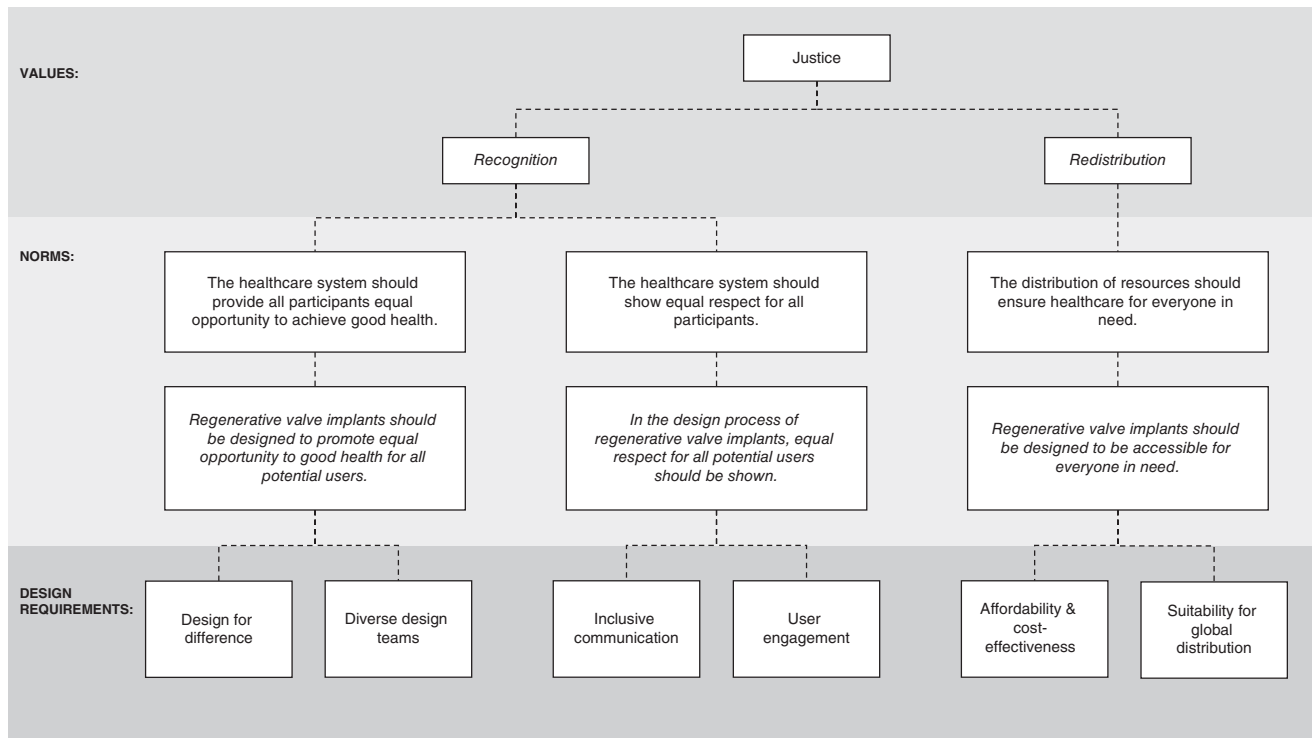 VALUES:
Justice
Recognition
Redistribution
NORMS:
The healthcare system should
provide all participants equal
opportunity to achieve good health.
The healthcare system should
show equal respect for all
participants.
The distribution of resources should
ensure healthcare for everyone in
need.
Regenerative valve implants should
be designed to promote equal
opportunity to good health for all
potential users.
In the design process of
regenerative valve implants, equal
respect for all potential users
should be shown.
Regenerative valve implants should
be designed to be accessible for
everyone in need.
DESIGN
REQUIREMENTS:
Design for
difference
Diverse design
teams
Inclusive
communication
User
engagement
Affordability &
cost-
effectiveness
Suitability for
global
distribution